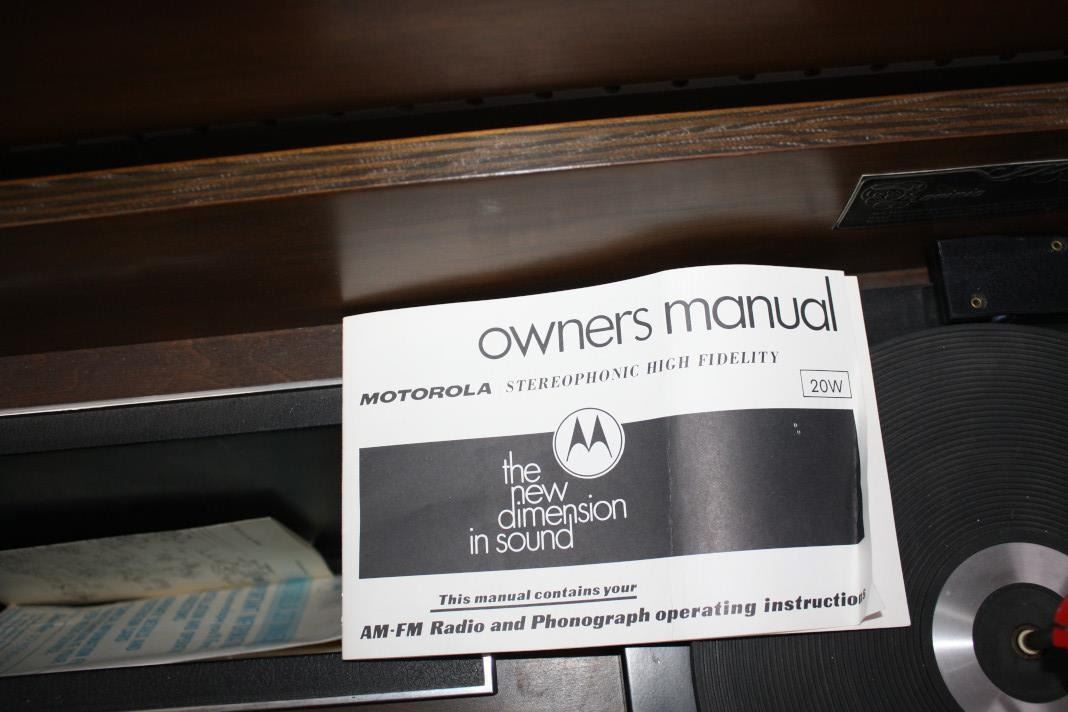 owners manual
MOTOROLA STEREOPHONIC HIGH FIDELITY
20W
the
new
dimension
in sound
This manual contains your
AM-FM Radio and Phonograph operating instructions